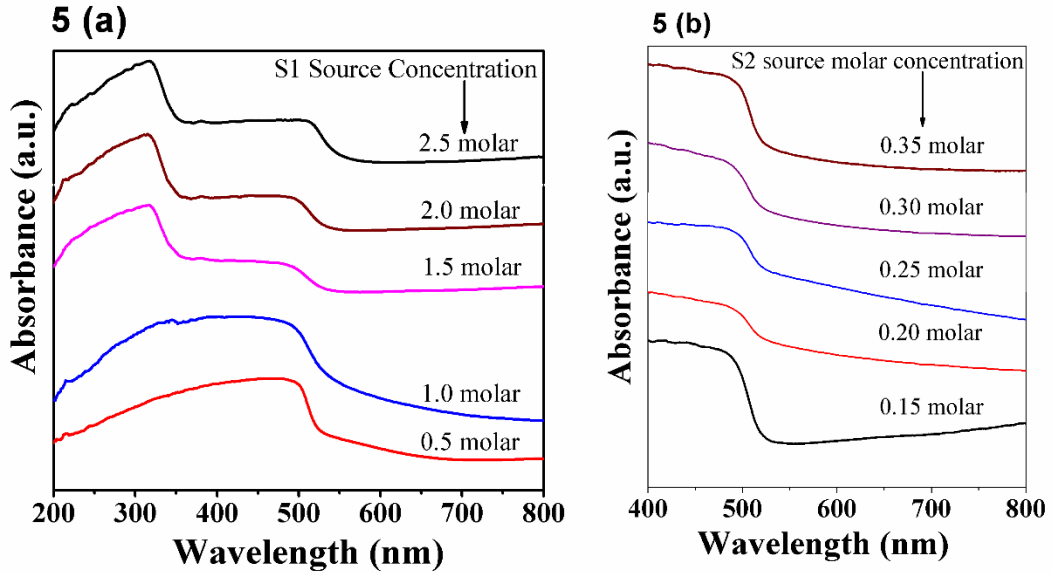 5 (a)
S1 Source Concentration
2.5 molar
2.0 molar
1.5 molar
1.0 molar
0.5 molar
Absorbance (a.u.)
200 300 400 500 600 700 800
Wavelength (nm)
5 (b)
S2 source molar concentration
0.35 molar
0.30 molar
0.25 molar
0.20 molar
0.15 molar
Absorbance (a.u.)
400 500 600 700 800
Wavelength (nm)